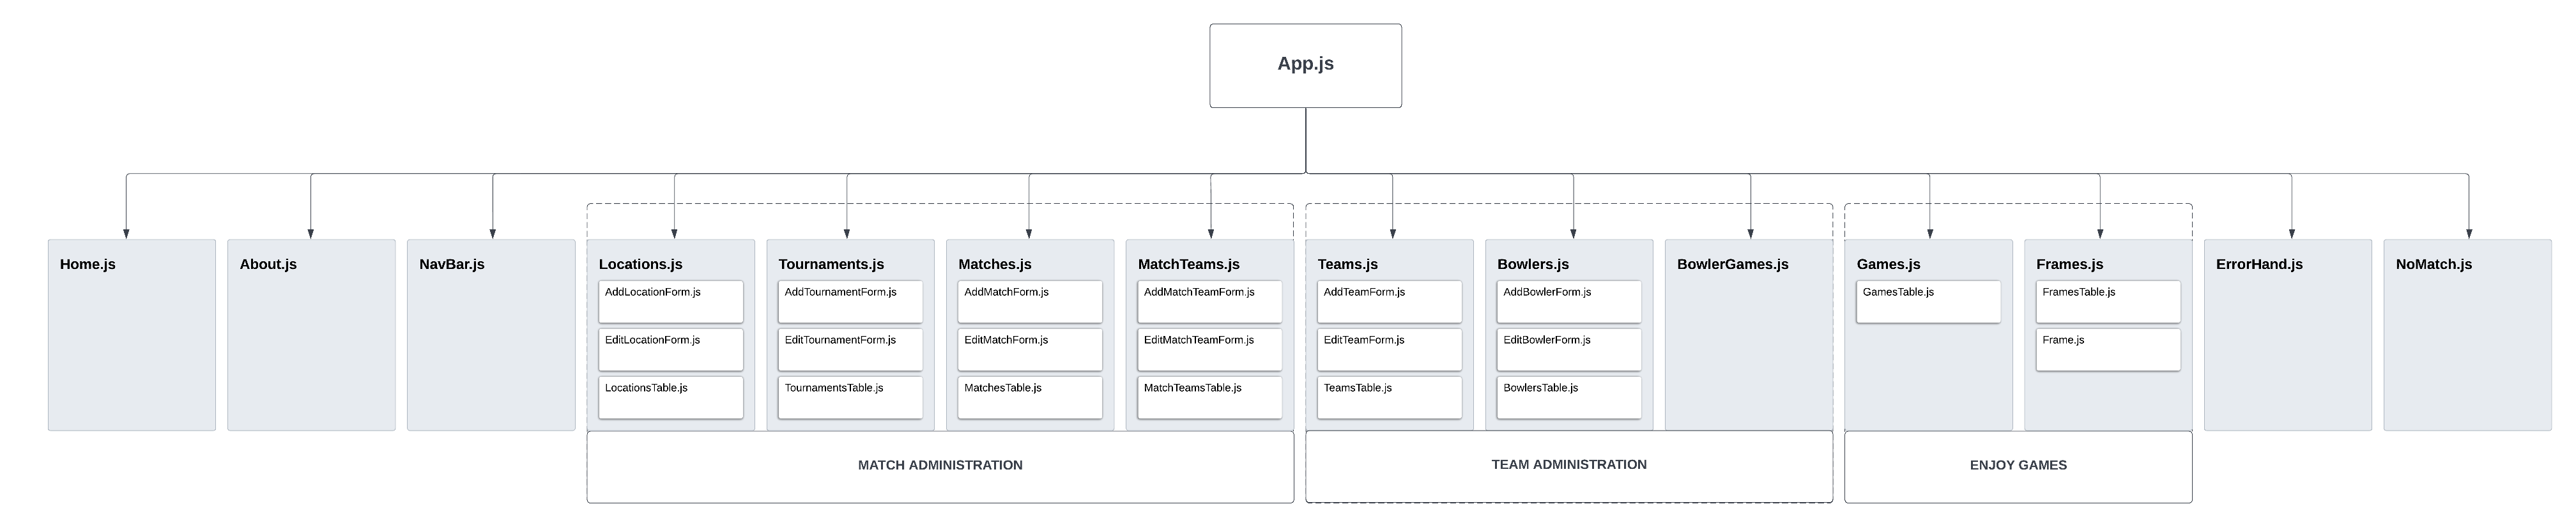 App.js
Home.js
About.js
NavBar.js
Locations.js
AddLocationForm.js
EditLocationForm.js
LocationsTable.js
Tournaments.js
AddTournamentForm.js
EditTournamentForm.js
TournamentsTable.js
Matches.js
AddMatchForm.js
EditMatchForm.js
MatchesTable.js
MatchTeams.js
AddMatchTeamForm.js
EditMatchTeamForm.js
MatchTeamsTable.js
MATCH ADMINISTRATION
Teams.js
AddTeamForm.js
EditTeamForm.js
TeamsTable.js
Bowlers.js
AddBowlerForm.js
EditBowlerForm.js
BowlersTable.js
BowlerGames.js
TEAM ADMINISTRATION
Games.js
GamesTable.js
Frames.js
FramesTable.js
Frame.js
ENJOY GAMES
ErrorHand.js
NoMatch.js